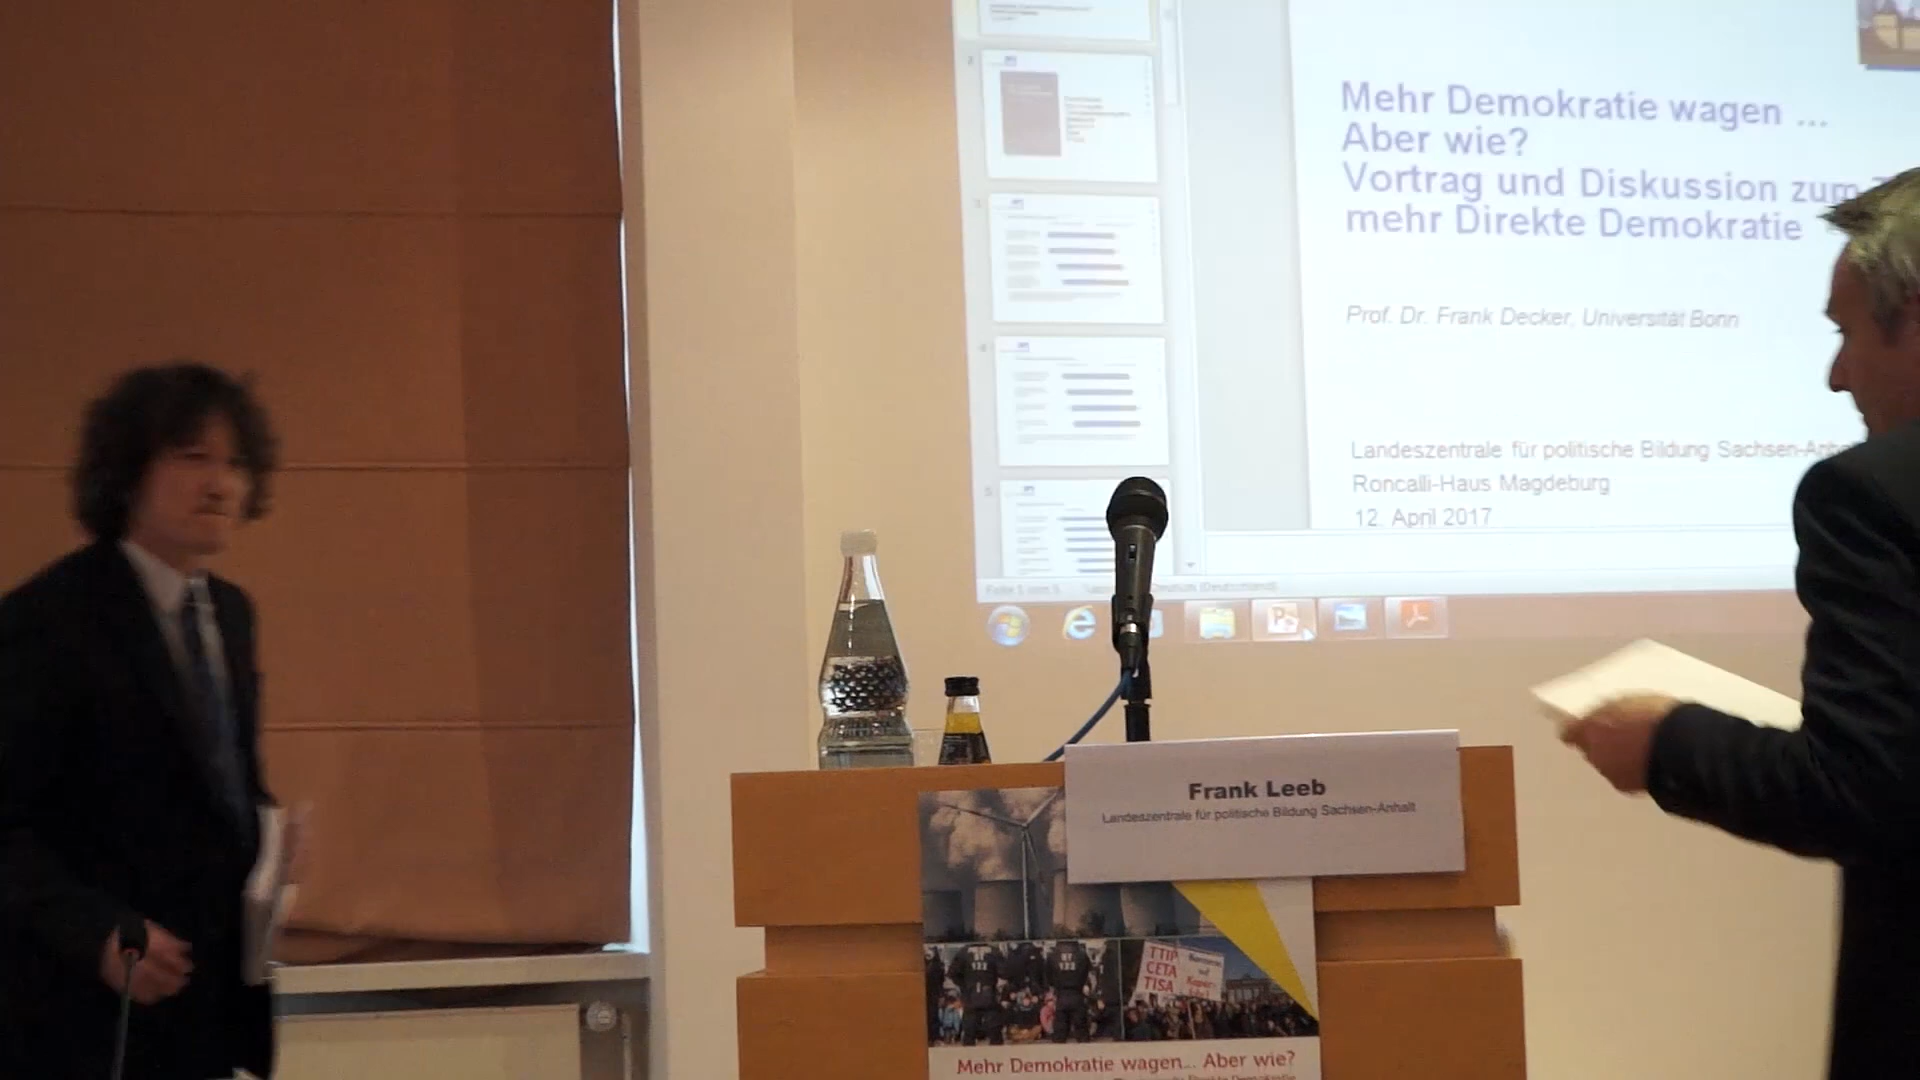 Mehr Demokratie wagen ...
Aber wie?
Vortrag und Diskussion zum
mehr Direkte Demokratie
Prof. Dr. Frank Decker, Universität Bonn
Landeszentrale für politische Bildung Sachsen-Anhalt
Roncalli-Haus Magdeburg
12. April 2017
Frank Leeb
Landeszentrale für politische Bildung Sachsen-Anhalt
TTIP
CETA
TISA
Mehr Demokratie wagen... Aber wie?